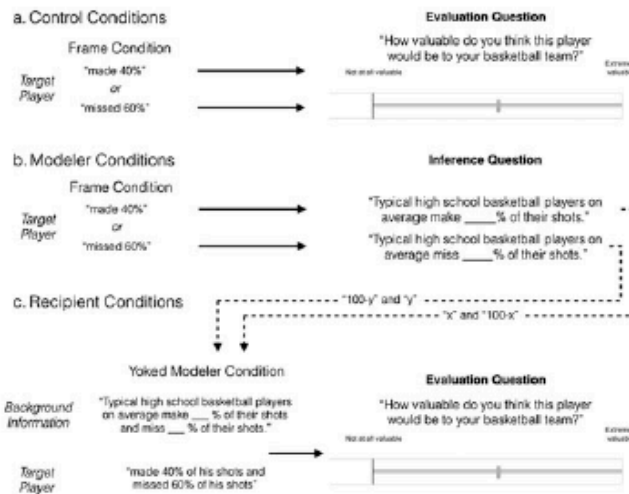 a. Control Conditions
Evaluation Question
Frame Condition
"How valuable do you think this player
would be to your basketball team?"
Target
Player
"made 40%"
or
"missed 60%"
Not at all valuable
Extreme
valuable
b. Modeler Conditions
Inference Question
Frame Condition
Target
Player
"made 40%"
or
"missed 60%"
"Typical high school basketball players on
average make ____% of their shots."
"Typical high school basketball players on
average miss ____% of their shots."
c. Recipient Conditions
"100-y" and "y"
"x" and "100-x"
Yoked Modeler Condition
Evaluation Question
Background
Information
"Typical high school basketball players
on average make ___ % of their shots
and miss ___ % of their shots."
"How valuable do you think this player
would be to your basketball team?"
Not at all valuable
Extreme
valuable
Target
Player
"made 40% of his shots and
missed 60% of his shots"